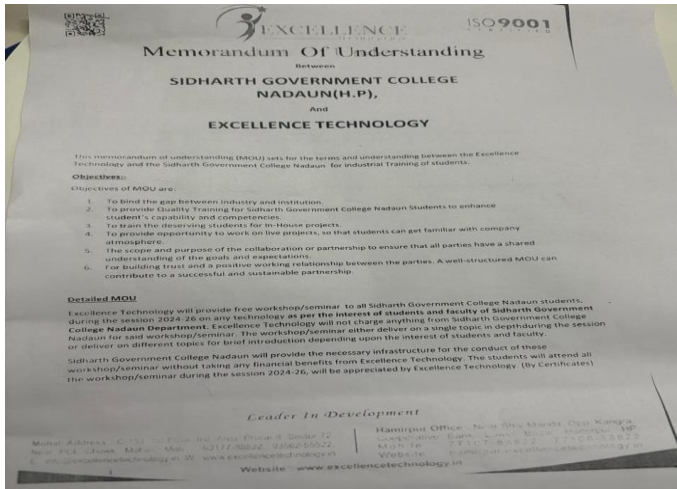 EXCELLENCE
ISO9001
CERTIFIED
Memorandum Of Understanding
Between
SIDHARTH GOVERNMENT COLLEGE
NADAUN(H.P),
And
EXCELLENCE TECHNOLOGY
This memorandum of understanding (MOU) sets for the terms and understanding between the Excellence
Technology and the Sidharth Government College Nadaun for industrial Training of students.
Objectives:-
Objectives of MOU are:
1. To bind the gap between industry and institution.
2. To provide Quality Training for Sidharth Government College Nadaun Students to enhance
student's capability and competencies.
3. To train the deserving students for In-House projects.
4. To provide opportunity to work on live projects, so that students can get familiar with company
atmosphere.
5. The scope and purpose of the collaboration or partnership to ensure that all parties have a shared
understanding of the goals and expectations.
6. For building trust and a positive working relationship between the parties. A well-structured MOU can
contribute to a successful and sustainable partnership.
Detailed MOU
Excellence Technology will provide free workshop/seminar to all Sidharth Government College Nadaun students,
during the session 2024-26 on any technology as per the interest of students and faculty of Sidharth Government
College Nadaun Department. Excellence Technology will not charge anything from Sidharth Government College
Nadaun for said workshop/seminar. The workshop/seminar either deliver on a single topic in depthduring the session
or deliver on different topics for brief introduction depending upon the interest of students and faculty.
Sidharth Government College Nadaun will provide the necessary infrastructure for the conduct of these
workshop/seminar without taking any financial benefits from Excellence Technology. The students will attend all
the workshop/seminar during the session 2024-26, will be appreciated by Excellence Technology (By Certificates)
Leader In Development
Mohali Address
Hamirpur Office
Website : www.excellencetechnology.in